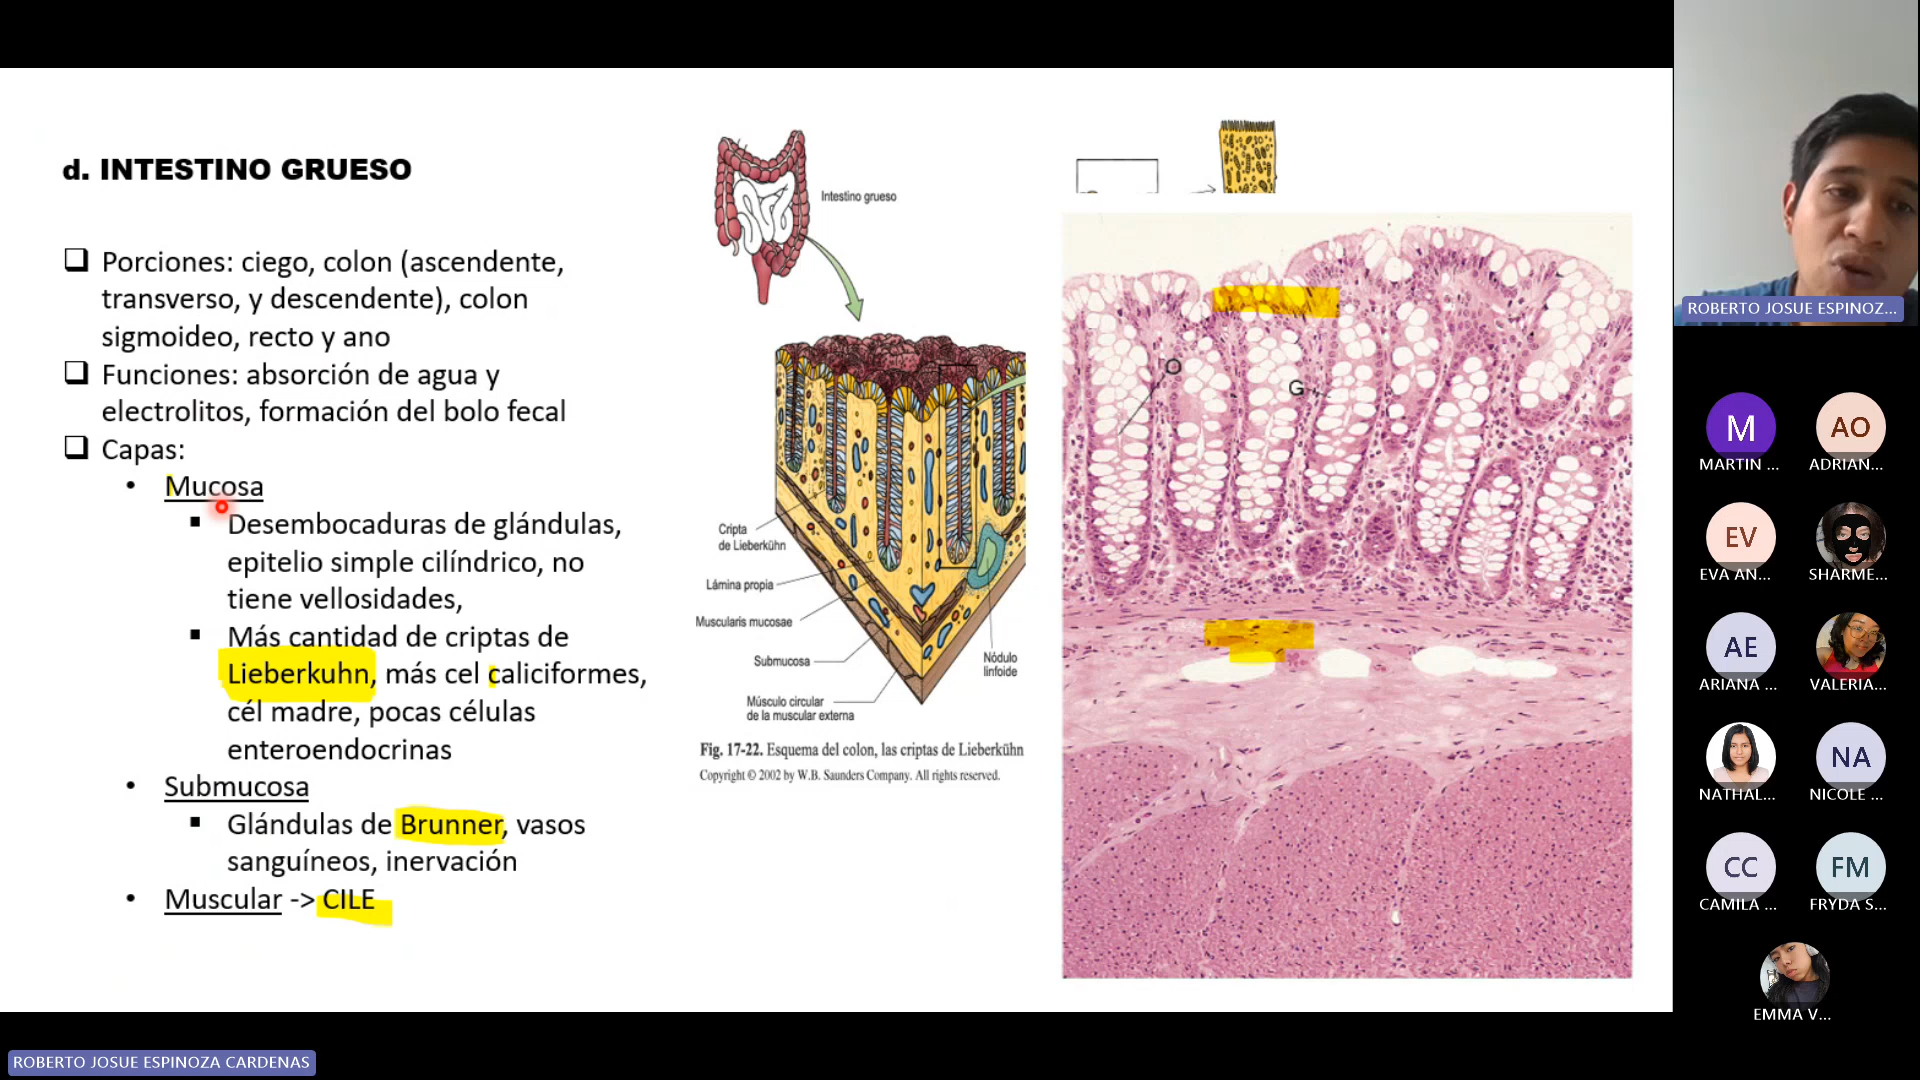 d. INTESTINO GRUESO
Porciones: ciego, colon (ascendente,
transverso, y descendente), colon
sigmoideo, recto y ano
Funciones: absorción de agua y
electrolitos, formación del bolo fecal
Capas:
Mucosa
Desembocaduras de glándulas,
epitelio simple cilíndrico, no
tiene vellosidades,
Más cantidad de criptas de
Lieberkuhn, más cel caliciformes,
cél madre, pocas células
enteroendocrinas
Submucosa
Glándulas de Brunner, vasos
sanguíneos, inervación
Muscular -> CILE
Intestino grueso
Cripta
de Lieberkühn
Lámina propia
Muscularis mucosae
Submucosa
Músculo circular
de la muscular externa
Nódulo
linfoide
Fig. 17-22. Esquema del colon, las criptas de Lieberkühn
Copyright © 2002 by W.B. Saunders Company. All rights reserved.
O
G
ROBERTO JOSUE ESPINOZ...
M
MARTIN ...
AO
ADRIAN...
EV
EVA AN...
SHARME...
AE
ARIANA ...
VALERIA...
NATHAL...
NA
NICOLE ...
CC
CAMILA ...
FM
FRYDA S...
EMMA V...
ROBERTO JOSUE ESPINOZA CARDENAS